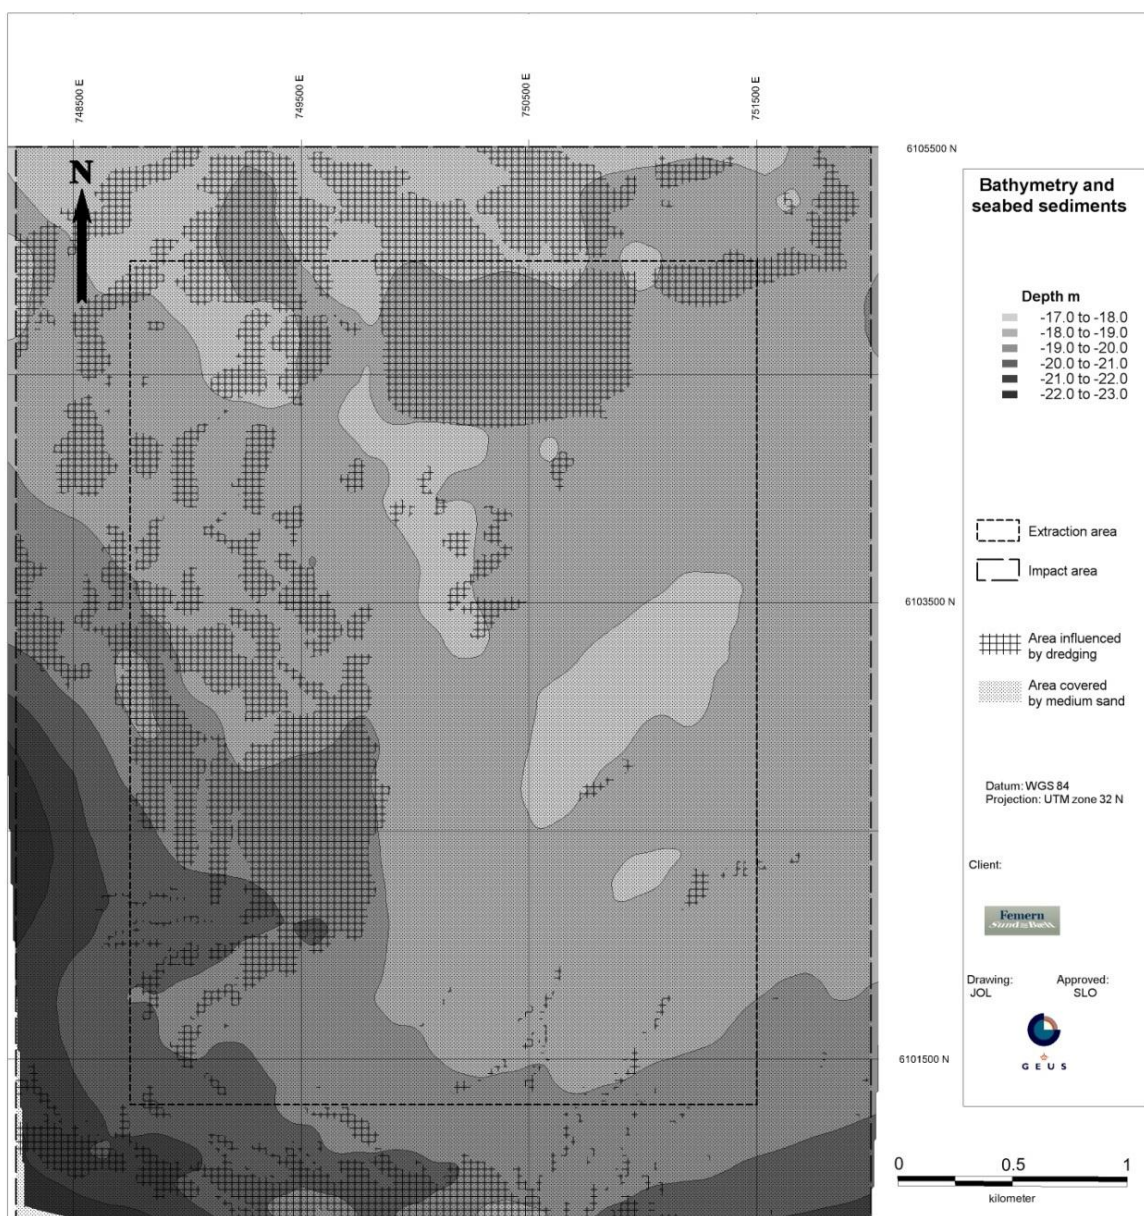 748500 E
749500 E
750500 E
751500 E
N
6105500 N
6103500 N
6101500 N
Bathymetry and
seabed sediments
Depth m
-17.0 to -18.0
-18.0 to -19.0
-19.0 to -20.0
-20.0 to -21.0
-21.0 to -22.0
-22.0 to -23.0
Extraction area
Impact area
Area influenced
by dredging
Area covered
by medium sand
Datum: WGS 84
Projection: UTM zone 32 N
Client:
Femern
Sund Bælt
Drawing: Approved:
JOL SLO
G E U S
0 0.5 1
kilometer